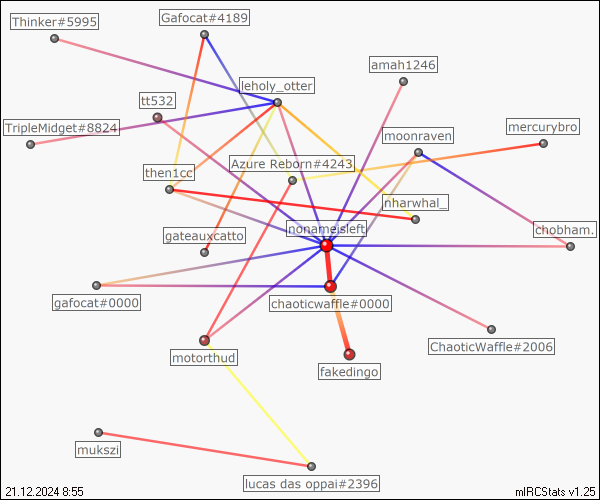 Thinker#5995
Gafocat#4189
amah1246
leholy_otter
tt532
TripleMidget#8824
moonraven
mercurybro
Azure Reborn#4243
then1cc
nharwhal_
nonameisleft
chobham.
gateauxcatto
gafocat#0000
chaoticwaffle#0000
ChaoticWaffle#2006
motorthud
fakedingo
mukszi
lucas das oppai#2396
21.12.2024 8:55
mIRCStats v1.25